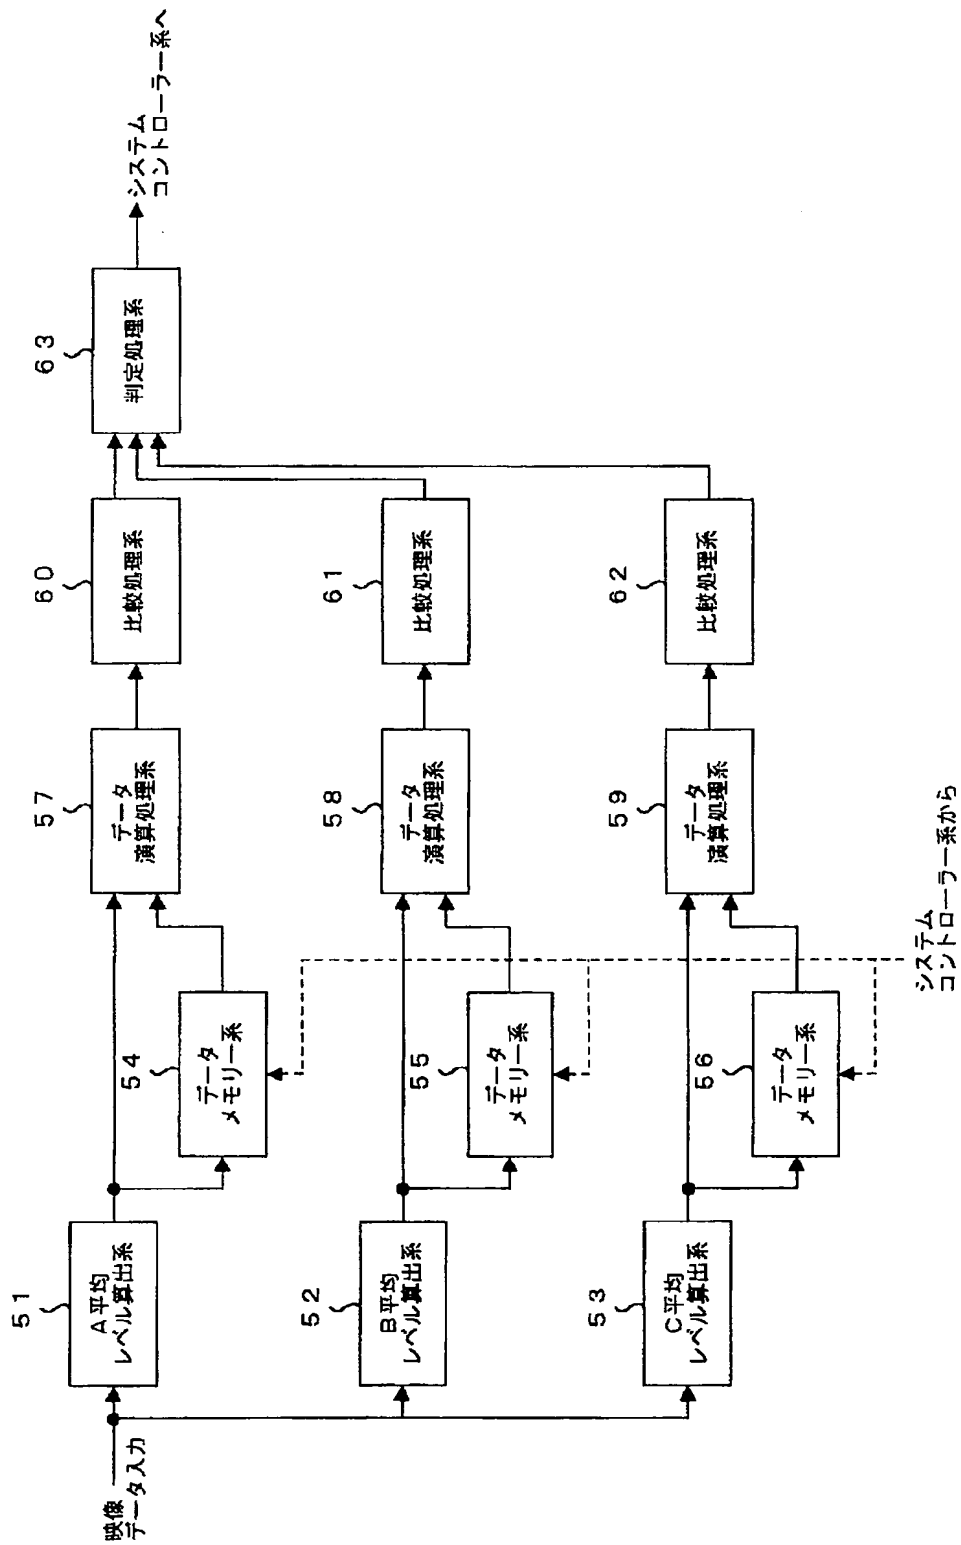 映像
データ入力
51
A平均
レベル算出系
54
データ
メモリー系
57
データ
演算処理系
60
比較処理系
63
判定処理系
システム
コントローラー系へ
52
B平均
レベル算出系
55
データ
メモリー系
58
データ
演算処理系
61
比較処理系
53
C平均
レベル算出系
56
データ
メモリー系
59
データ
演算処理系
62
比較処理系
システム
コントローラー系から